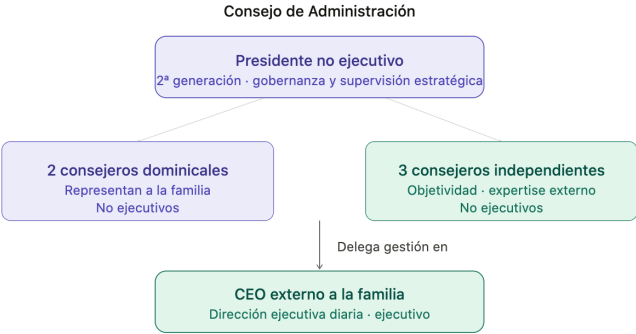 Consejo de Administración
Presidente no ejecutivo
2ª generación · gobernanza y supervisión estratégica
2 consejeros dominicales
Representan a la familia
No ejecutivos
3 consejeros independientes
Objetividad · expertise externo
No ejecutivos
Delega gestión en
CEO externo a la familia
Dirección ejecutiva diaria · ejecutivo